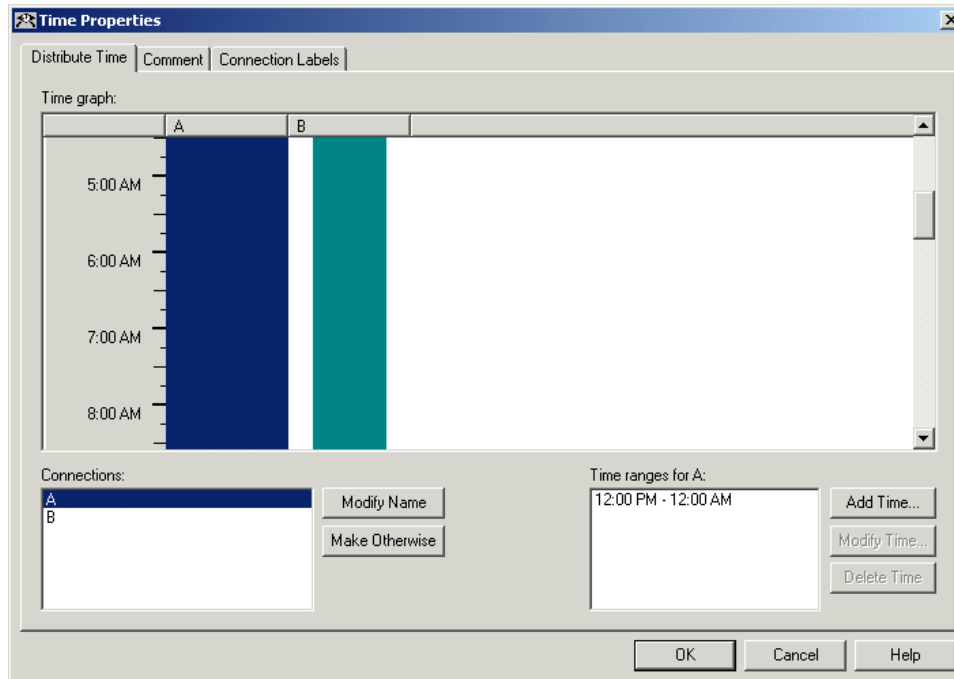 Time Properties
Distribute Time Comment Connection Labels
Time graph:
A B
5:00 AM
6:00 AM
7:00 AM
8:00 AM
Connections:
A
B
Modify Name
Make Otherwise
Time ranges for A:
12:00 PM - 12:00 AM
Add Time...
Modify Time...
Delete Time
OK Cancel Help